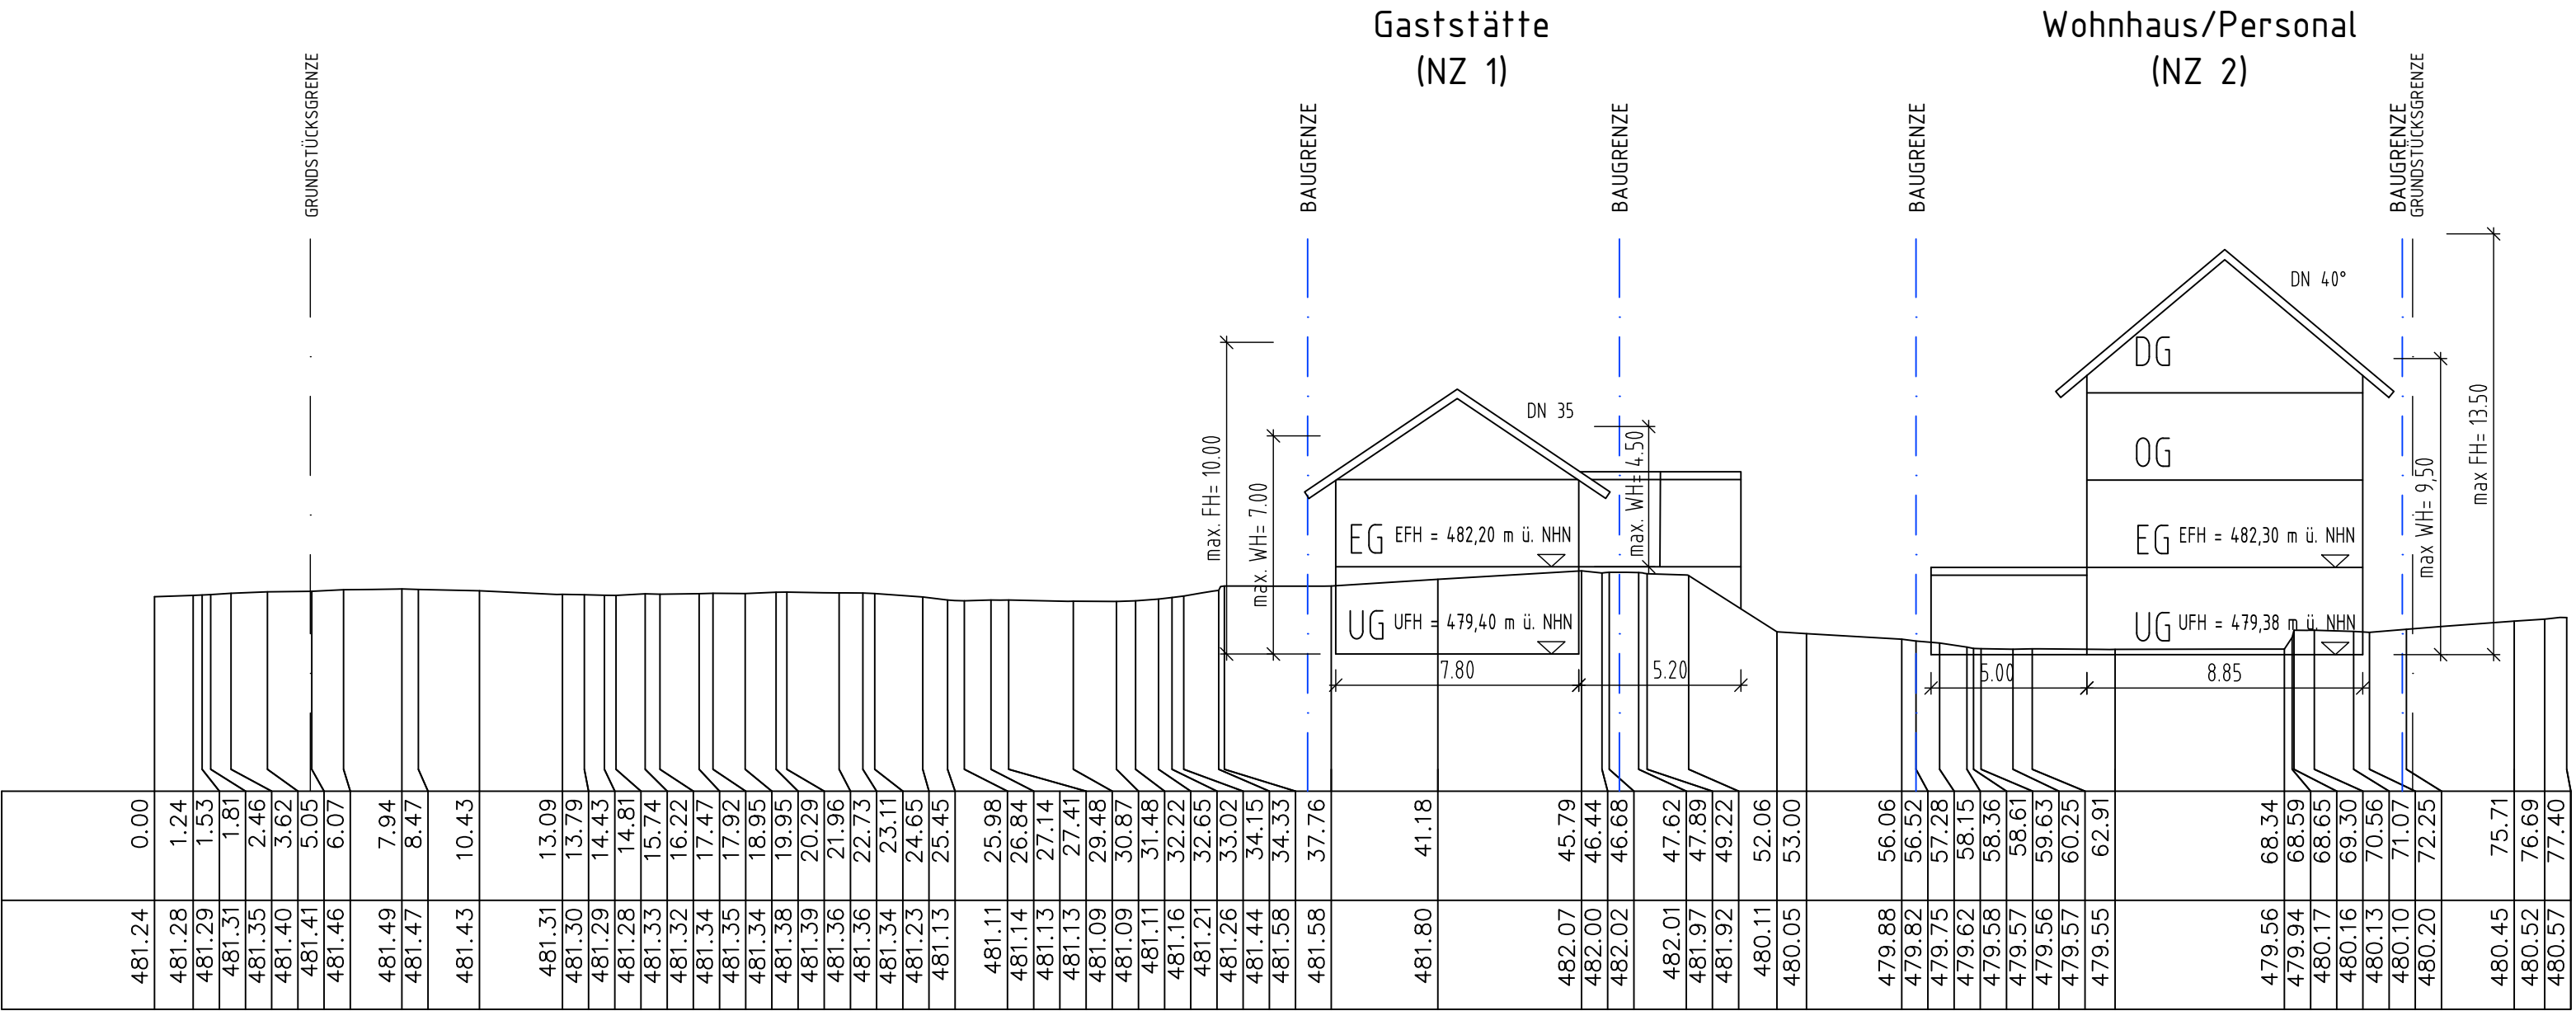 Gaststätte
(NZ 1)
Wohnhaus/Personal
(NZ 2)
GRUNDSTÜCKSGRENZE
BAUGRENZE
BAUGRENZE
BAUGRENZE
BAUGRENZE
GRUNDSTÜCKSGRENZE
DN 35
DN 40°
max. FH= 10.00
max. WH= 7.00
max. WH= 4.50
max WH= 9,50
max FH= 13.50
EG EFH = 482,20 m ü. NHN
UG UFH = 479,40 m ü. NHN
7.80
5.20
DG
OG
EG EFH = 482,30 m ü. NHN
UG UFH = 479,38 m ü. NHN
5.00
8.85
0.00 1.24 1.53 1.81 2.46 3.62 5.05 6.07 7.94 8.47 10.43 13.09 13.79 14.43 14.81 15.74 16.22 17.47 17.92 18.95 19.95 20.29 21.96 22.73 23.11 24.65 25.45 25.98 26.84 27.14 27.41 29.48 30.87 31.48 32.22 32.65 33.02 34.15 34.33 37.76 41.18 45.79 46.44 46.68 47.62 47.89 49.22 52.06 53.00 56.06 56.52 57.28 58.15 58.36 58.61 59.63 60.25 62.91 68.34 68.59 68.65 69.30 70.56 71.07 72.25 75.71 76.69 77.40
481.24 481.28 481.29 481.31 481.35 481.40 481.41 481.46 481.49 481.47 481.43 481.31 481.30 481.29 481.28 481.33 481.32 481.34 481.35 481.34 481.38 481.39 481.36 481.36 481.34 481.23 481.13 481.11 481.14 481.13 481.13 481.09 481.09 481.11 481.16 481.21 481.26 481.44 481.58 481.58 481.80 482.07 482.00 482.02 482.01 481.97 481.92 480.11 480.05 479.88 479.82 479.75 479.62 479.58 479.57 479.56 479.57 479.55 479.56 479.94 480.17 480.16 480.13 480.10 480.20 480.45 480.52 480.57